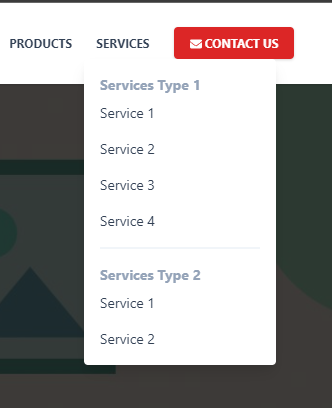 PRODUCTS SERVICES CONTACT US
Services Type 1
Service 1
Service 2
Service 3
Service 4
Services Type 2
Service 1
Service 2